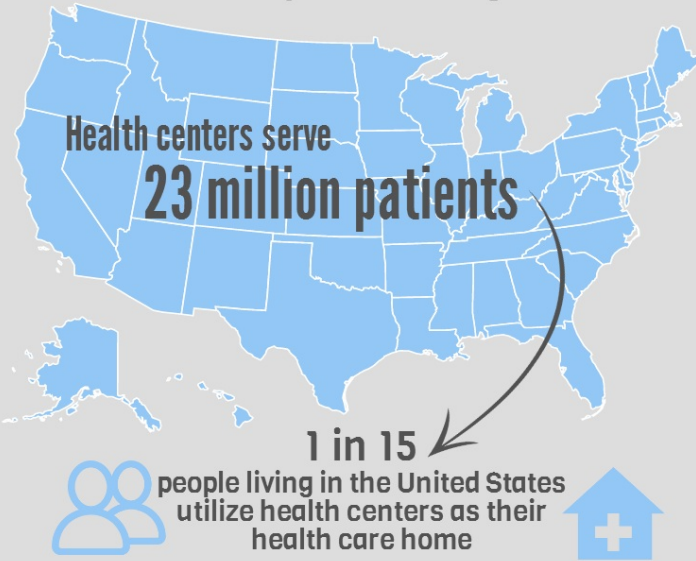 Health centers serve
23 million patients
1 in 15
people living in the United States
utilize health centers as their
health care home